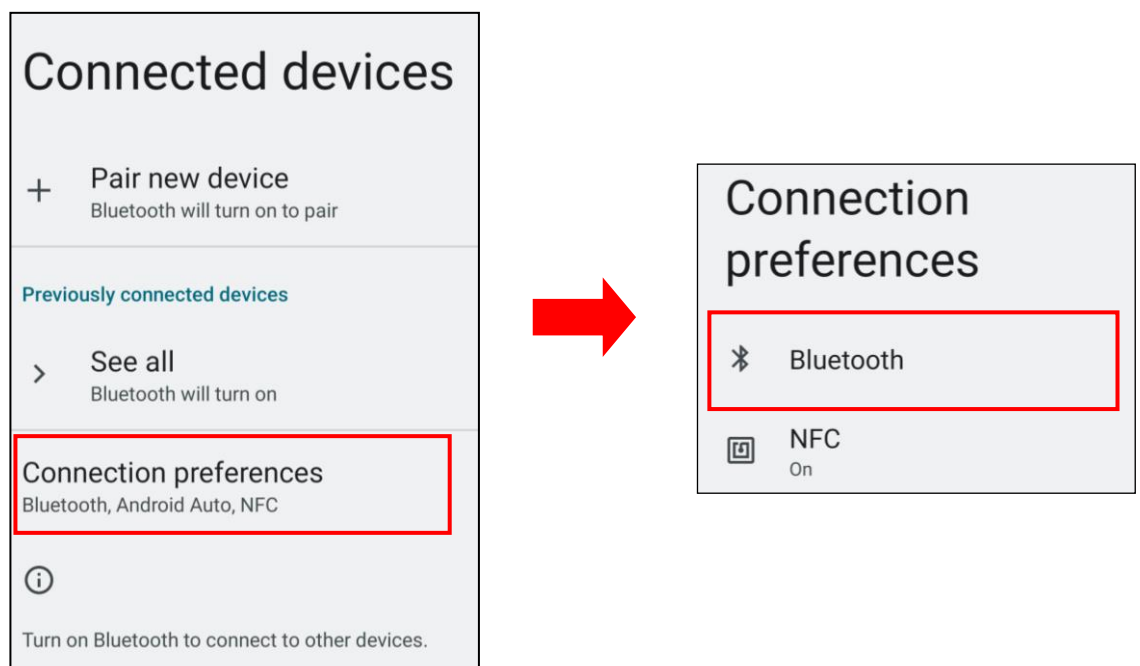 Connected devices
Pair new device
Bluetooth will turn on to pair
Previously connected devices
See all
Bluetooth will turn on
Connection preferences
Bluetooth, Android Auto, NFC
Turn on Bluetooth to connect to other devices.
Connection
preferences
Bluetooth
NFC
On